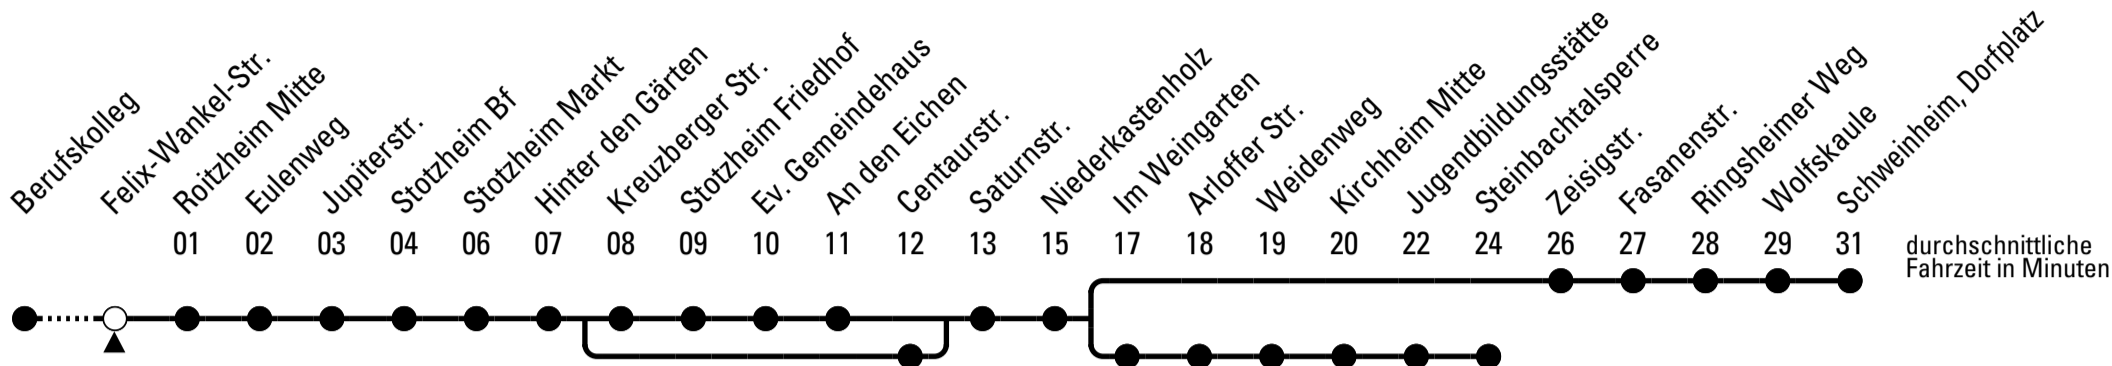 Berufskolleg
Felix-Wankel-Str.
Roitzheim Mitte
Eulenweg
Jupiterstr.
Stotzheim Bf
Stotzheim Markt
Hinter den Gärten
Kreuzberger Str.
Stotzheim Friedhof
Ev. Gemeindehaus
An den Eichen
Centaurstr.
Saturnstr.
Niederkastenholz
Im Weingarten
Arloffer Str.
Weidenweg
Kirchheim Mitte
Jugendbildungsstätte
Steinbachtalsperre
Zeisigstr.
Fasanenstr.
Ringsheimer Weg
Wolfskaule
Schweinheim, Dorfplatz
01 02 03 04 06 07 08 09 10 11 12 13 15 17 18 19 20 22 24 26 27 28 29 31
durchschnittliche
Fahrzeit in Minuten